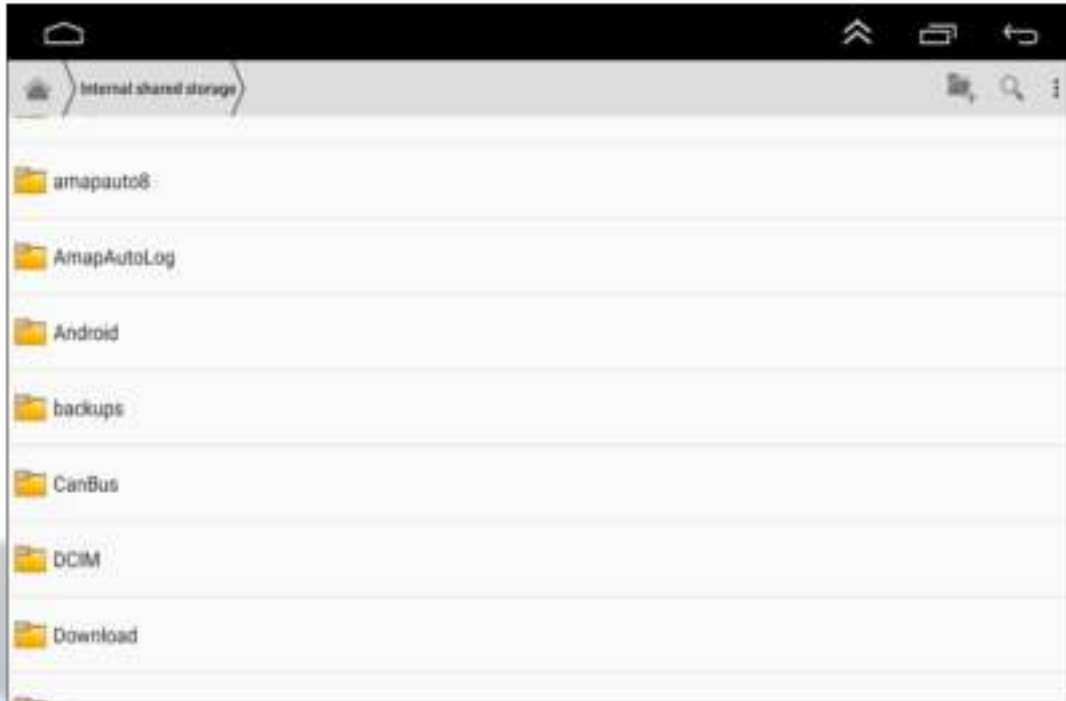 Internal shared storage
amapauto8
AmapAutoLog
Android
backups
CanBus
DCIM
Download